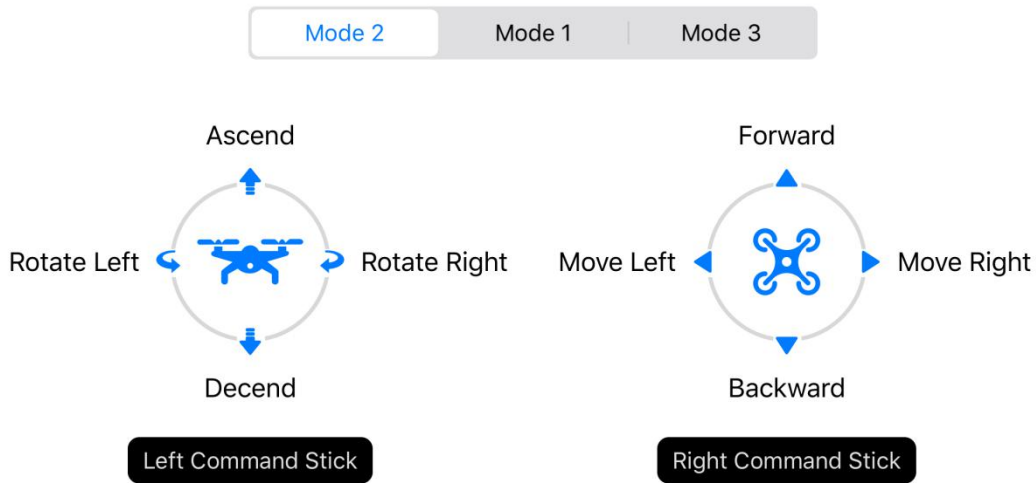 Mode 2 Mode 1 Mode 3
Ascend
Rotate Left Rotate Right
Decend
Left Command Stick
Forward
Move Left Move Right
Backward
Right Command Stick